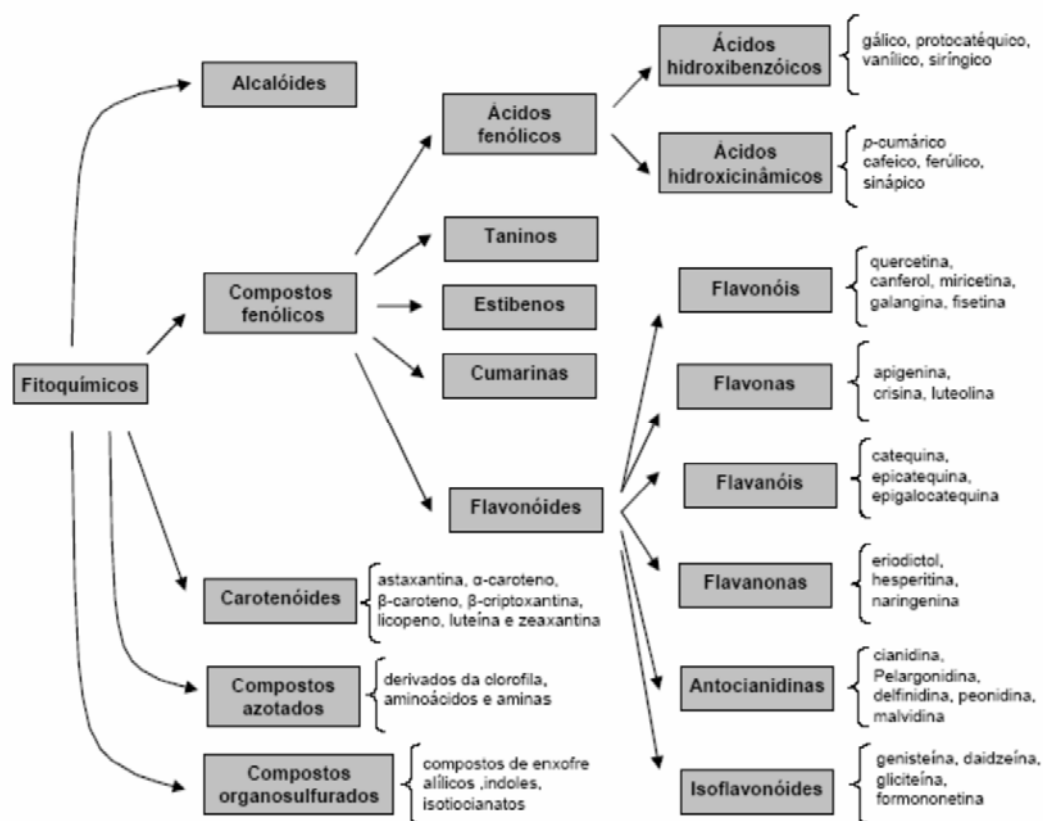 Fitoquímicos
Alcalóides
Compostos
fenólicos
Ácidos
fenólicos
Ácidos
hidroxibenzóicos
gálico, protocatéquico,
vanílico, siríngico
Ácidos
hidroxicinâmicos
p-cumárico
cafeico, ferúlico,
sinápico
Taninos
Estibenos
Cumarinas
Flavonóides
Flavonóis
quercetina,
canferol, miricetina,
galangina, fisetina
Flavonas
apigenina,
crisina, luteolina
Flavanóis
catequina,
epicatequina,
epigalocatequina
Flavanonas
eriodictol,
hesperitina,
naringenina
Antocianidinas
cianidina,
Pelargonidina,
delfinidina, peonidina,
malvidina
Isoflavonóides
genisteína, daidzeína,
gliciteína,
formononetina
Carotenóides
astaxantina, α-caroteno,
β-caroteno, β-criptoxantina,
licopeno, luteína e zeaxantina
Compostos
azotados
derivados da clorofila,
aminoácidos e aminas
Compostos
organosulfurados
compostos de enxofre
alílicos ,indoles,
isotiocianatos